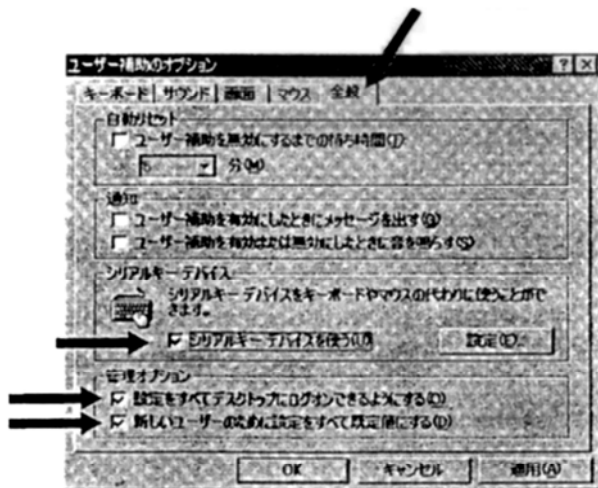 ユーザー補助のオプション
キーボード サウンド 画面 マウス 全般
自動リセット
ユーザー補助を無効にするまでの待ち時間(T):
5 分(M)
通知
ユーザー補助を有効にしたときにメッセージを出す(G)
ユーザー補助を有効または無効にしたときに音を鳴らす(S)
シリアルキー デバイス
シリアルキー デバイスをキーボードやマウスの代わりに使うことがで
きます。
シリアルキー デバイスを使う(U)
設定(E)...
管理オプション
設定をすべてデスクトップにログオンできるようにする(O)
新しいユーザーのために設定をすべて既定値にする(D)
OK キャンセル 適用(A)